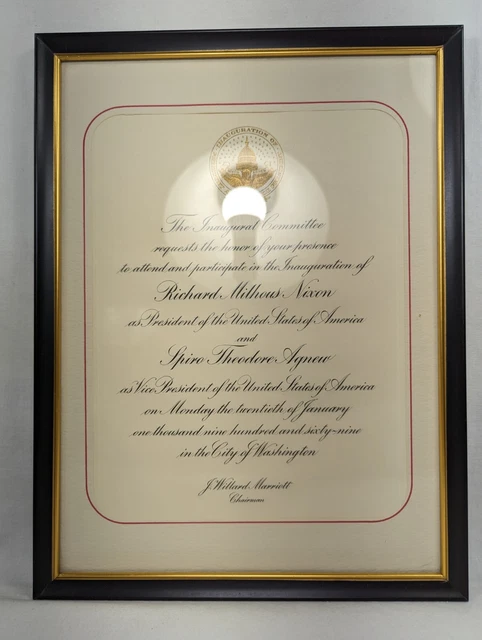 INAUGURATION OF
The Inaugural Committee
requests the honor of your presence
to attend and participate in the Inauguration of
Richard Milhous Nixon
as President of the United States of America
and
Spiro Theodore Agnew
as Vice President of the United States of America
on Monday the twentieth of January
one thousand nine hundred and sixty-nine
in the City of Washington
J. Willard Marriott
Chairman